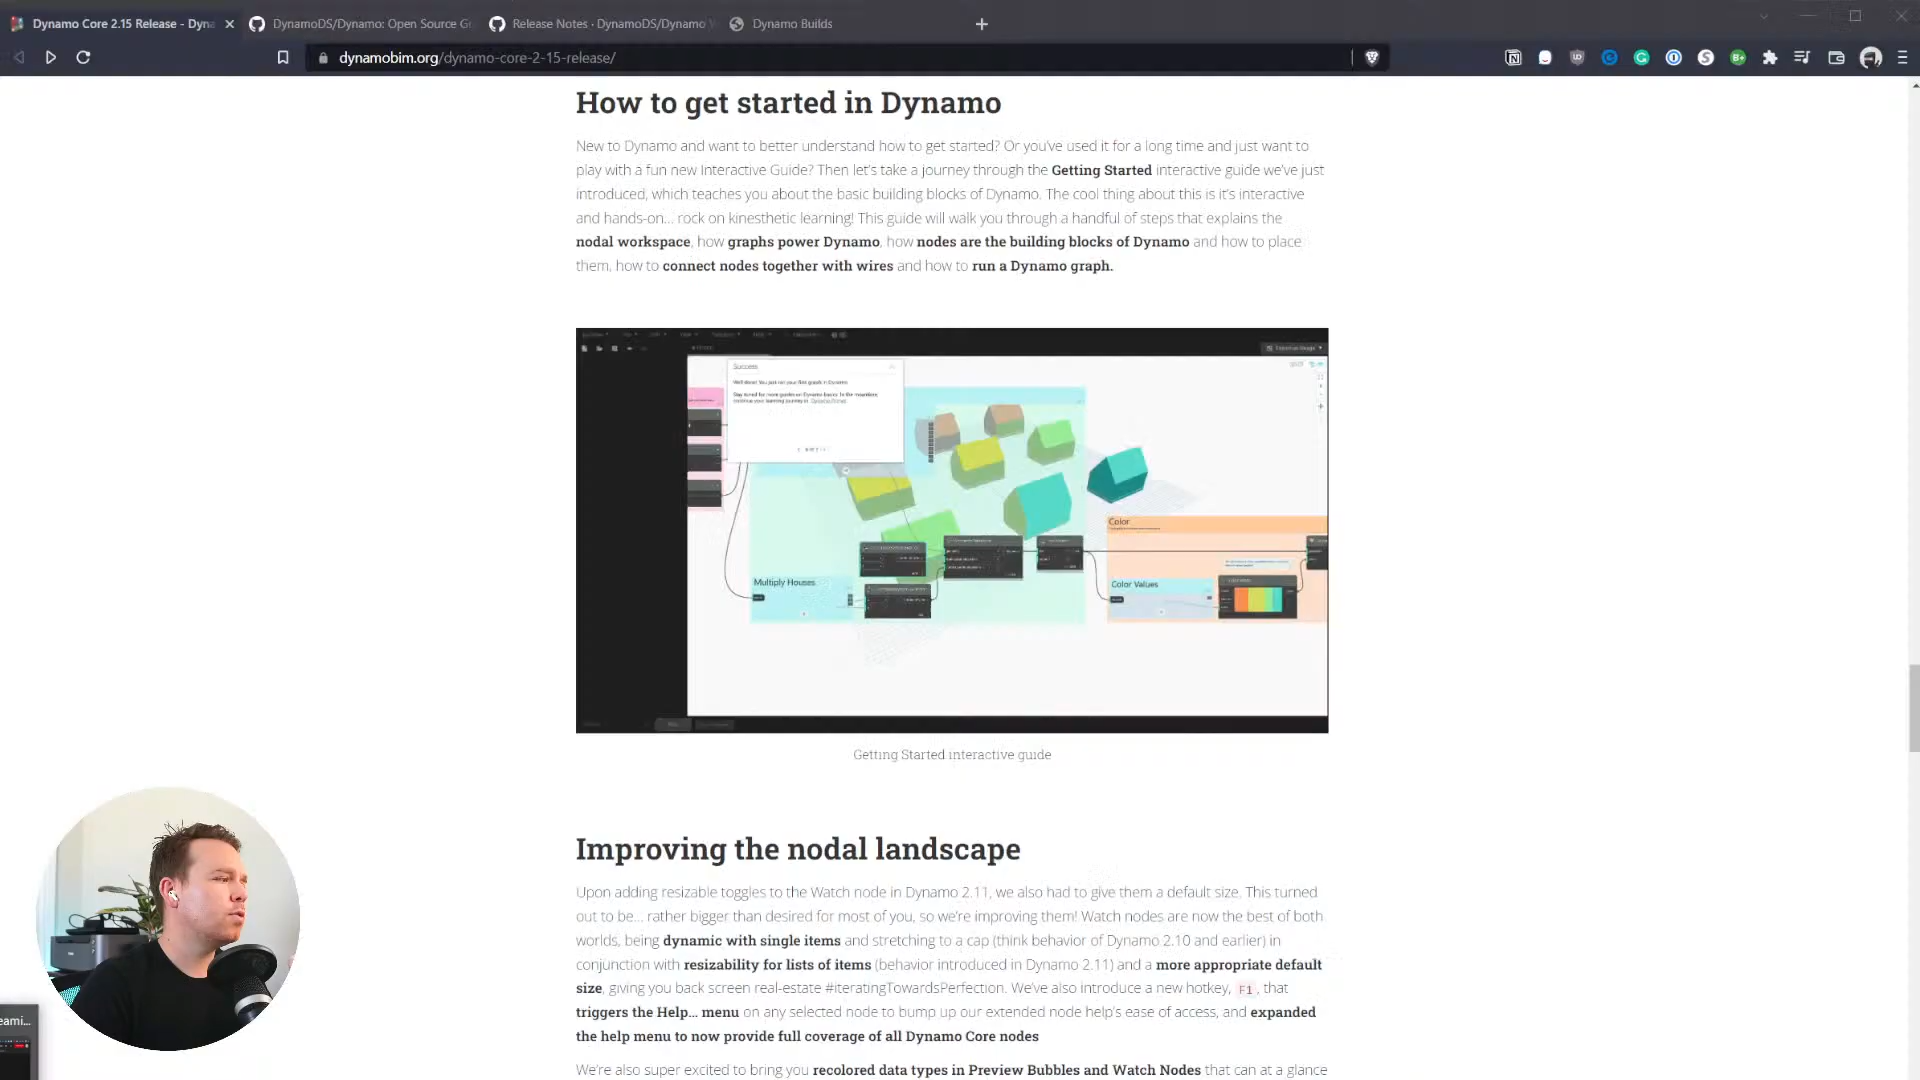 Dynamo Core 2.15 Release - Dyna
DynamoDS/Dynamo: Open Source Gr
Release Notes · DynamoDS/Dynamo
Dynamo Builds
dynamobim.org/dynamo-core-2-15-release/
How to get started in Dynamo
New to Dynamo and want to better understand how to get started? Or you've used it for a long time and just want to
play with a fun new Interactive Guide? Then let's take a journey through the Getting Started interactive guide we've just
introduced, which teaches you about the basic building blocks of Dynamo. The cool thing about this is it's interactive
and hands-on... rock on kinesthetic learning! This guide will walk you through a handful of steps that explains the
nodal workspace, how graphs power Dynamo, how nodes are the building blocks of Dynamo and how to place
them, how to connect nodes together with wires and how to run a Dynamo graph.
Success
Color
Multiply Houses
Color Values
Getting Started interactive guide
Improving the nodal landscape
Upon adding resizable toggles to the Watch node in Dynamo 2.11, we also had to give them a default size. This turned
out to be... rather bigger than desired for most of you, so we're improving them! Watch nodes are now the best of both
worlds, being dynamic with single items and stretching to a cap (think behavior of Dynamo 2.10 and earlier) in
conjunction with resizability for lists of items (behavior introduced in Dynamo 2.11) and a more appropriate default
size, giving you back screen real-estate #iteratingTowardsPerfection. We've also introduce a new hotkey, F1, that
triggers the Help... menu on any selected node to bump up our extended node help's ease of access, and expanded
the help menu to now provide full coverage of all Dynamo Core nodes
We're also super excited to bring you recolored data types in Preview Bubbles and Watch Nodes that can at a glance
eami...